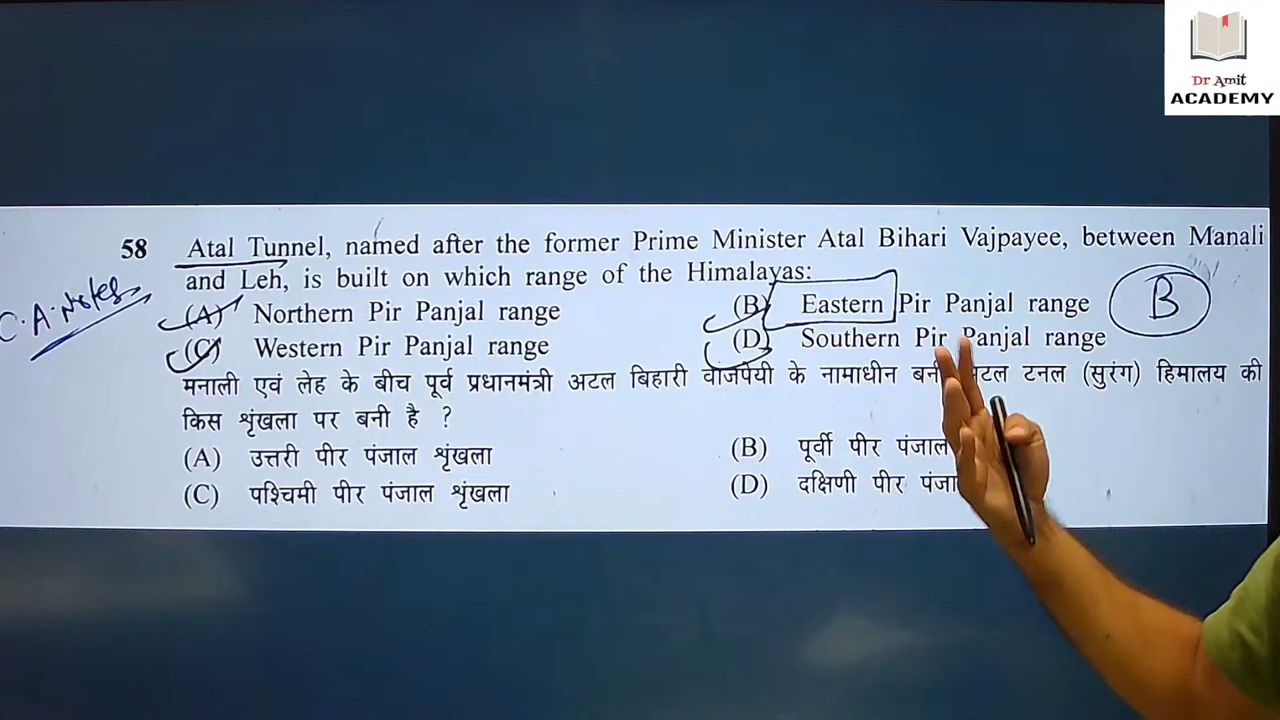 Dr Amit
ACADEMY
58 Atal Tunnel, named after the former Prime Minister Atal Bihari Vajpayee, between Manali
and Leh, is built on which range of the Himalayas:
(A) Northern Pir Panjal range (B) Eastern Pir Panjal range
(C) Western Pir Panjal range (D) Southern Pir Panjal range
C.A.Notes
B
मनाली एवं लेह के बीच पूर्व प्रधानमंत्री अटल बिहारी वाजपेयी के नामाधीन टनल (सुरंग) हिमालय की
किस शृंखला पर बनी है ?
(A) उत्तरी पीर पंजाल शृंखला (B) पूर्वी पीर पंजाल
(C) पश्चिमी पीर पंजाल शृंखला (D) दक्षिणी पीर